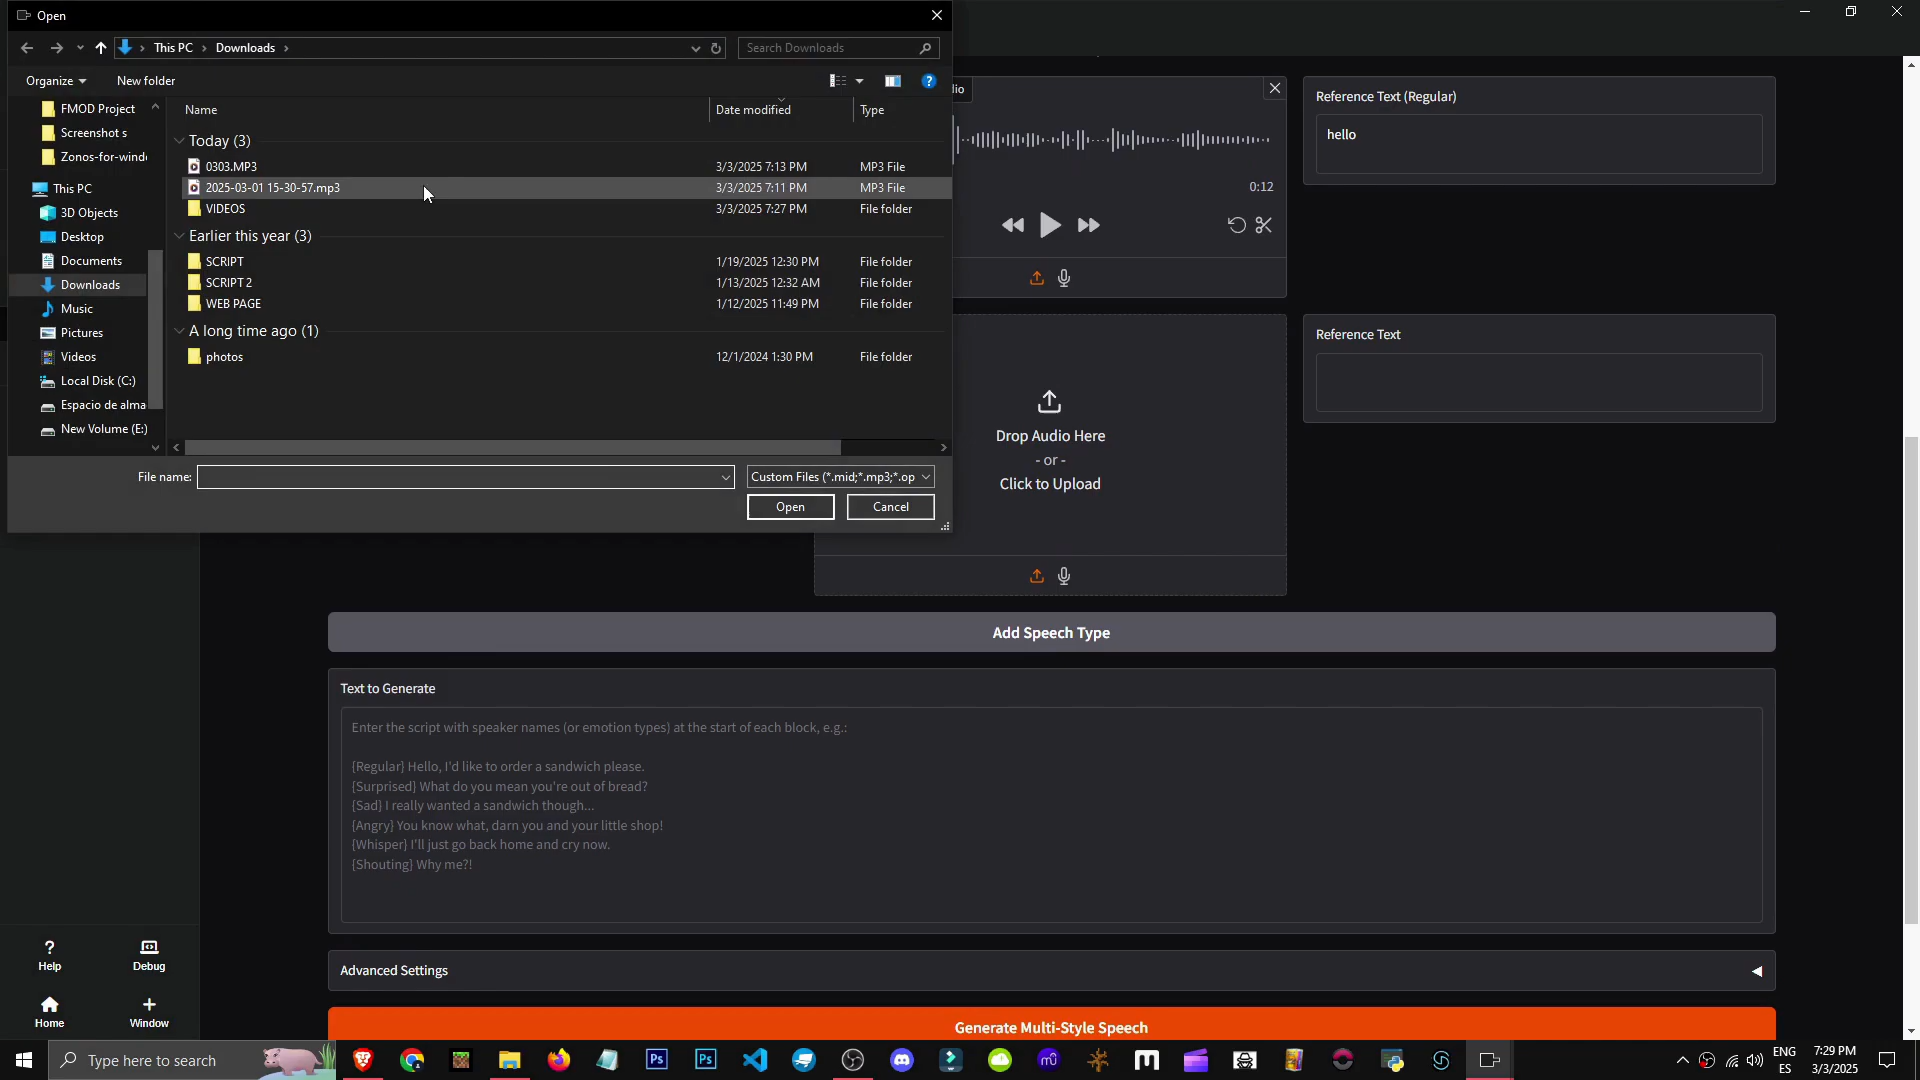 Open
This PC
Downloads
Search Downloads
Organize
New folder
FMOD Project
Screenshot s
Zonos-for-wind
This PC
3D Objects
Desktop
Documents
Downloads
Music
Pictures
Videos
Local Disk (C:)
Espacio de alma
New Volume (E:)
Name
Date modified
Type
Today (3)
0303.MP3 3/3/2025 7:13 PM MP3 File
2025-03-01 15-30-57.mp3 3/3/2025 7:11 PM MP3 File
VIDEOS 3/3/2025 7:27 PM File folder
Earlier this year (3)
SCRIPT 1/19/2025 12:30 PM File folder
SCRIPT 2 1/13/2025 12:32 AM File folder
WEB PAGE 1/12/2025 11:49 PM File folder
A long time ago (1)
photos 12/1/2024 1:30 PM File folder
File name:
Custom Files (*.mid;*.mp3;*.op
Open
Cancel
dio
0:12
Reference Text (Regular)
hello
Drop Audio Here
- or -
Click to Upload
Reference Text
Add Speech Type
Text to Generate
Enter the script with speaker names (or emotion types) at the start of each block, e.g.:
{Regular} Hello, I'd like to order a sandwich please.
{Surprised} What do you mean you're out of bread?
{Sad} I really wanted a sandwich though...
{Angry} You know what, darn you and your little shop!
{Whisper} I'll just go back home and cry now.
{Shouting} Why me?!
Advanced Settings
Generate Multi-Style Speech
Help
Debug
Home
Window
Type here to search
ENG
ES
7:29 PM
3/3/2025